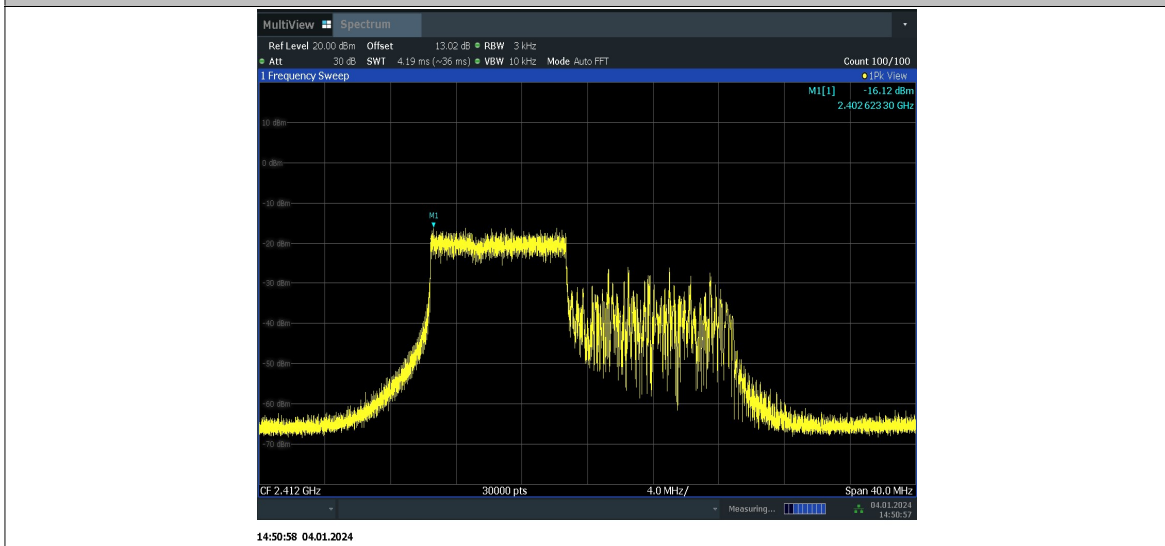 MultiView Spectrum
Ref Level 20.00 dBm Offset 13.02 dB RBW 3 kHz
Att 30 dB SWT 4.19 ms (~36 ms) VBW 10 kHz Mode Auto FFT Count 100/100
1 Frequency Sweep 1Pk View
M1[1] -16.12 dBm
2.402 623 30 GHz
10 dBm
0 dBm
-10 dBm
M1
-20 dBm
-30 dBm
-40 dBm
-50 dBm
-60 dBm
-70 dBm
CF 2.412 GHz 30000 pts 4.0 MHz/ Span 40.0 MHz
Measuring... 04.01.2024
14:50:57
14:50:58 04.01.2024